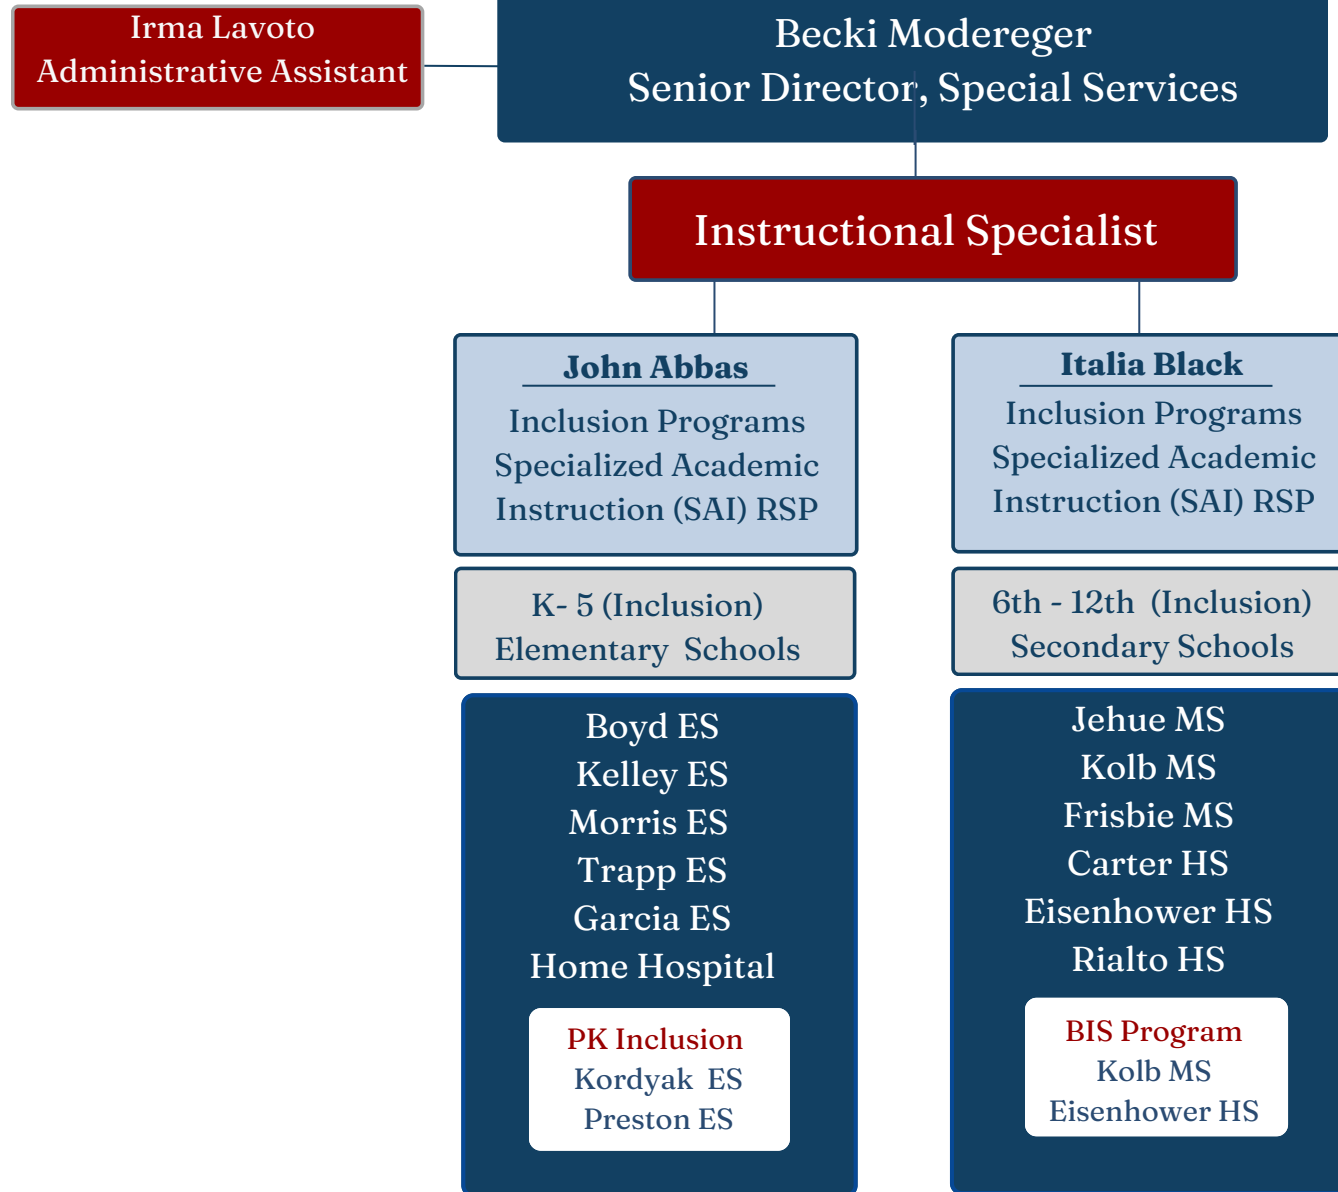 Irma Lavoto
Administrative Assistant
Becki Modereger
Senior Director, Special Services
Instructional Specialist
John Abbas
Inclusion Programs
Specialized Academic
Instruction (SAI) RSP
K- 5 (Inclusion)
Elementary Schools
Boyd ES
Kelley ES
Morris ES
Trapp ES
Garcia ES
Home Hospital
PK Inclusion
Kordyak ES
Preston ES
Italia Black
Inclusion Programs
Specialized Academic
Instruction (SAI) RSP
6th - 12th (Inclusion)
Secondary Schools
Jehue MS
Kolb MS
Frisbie MS
Carter HS
Eisenhower HS
Rialto HS
BIS Program
Kolb MS
Eisenhower HS